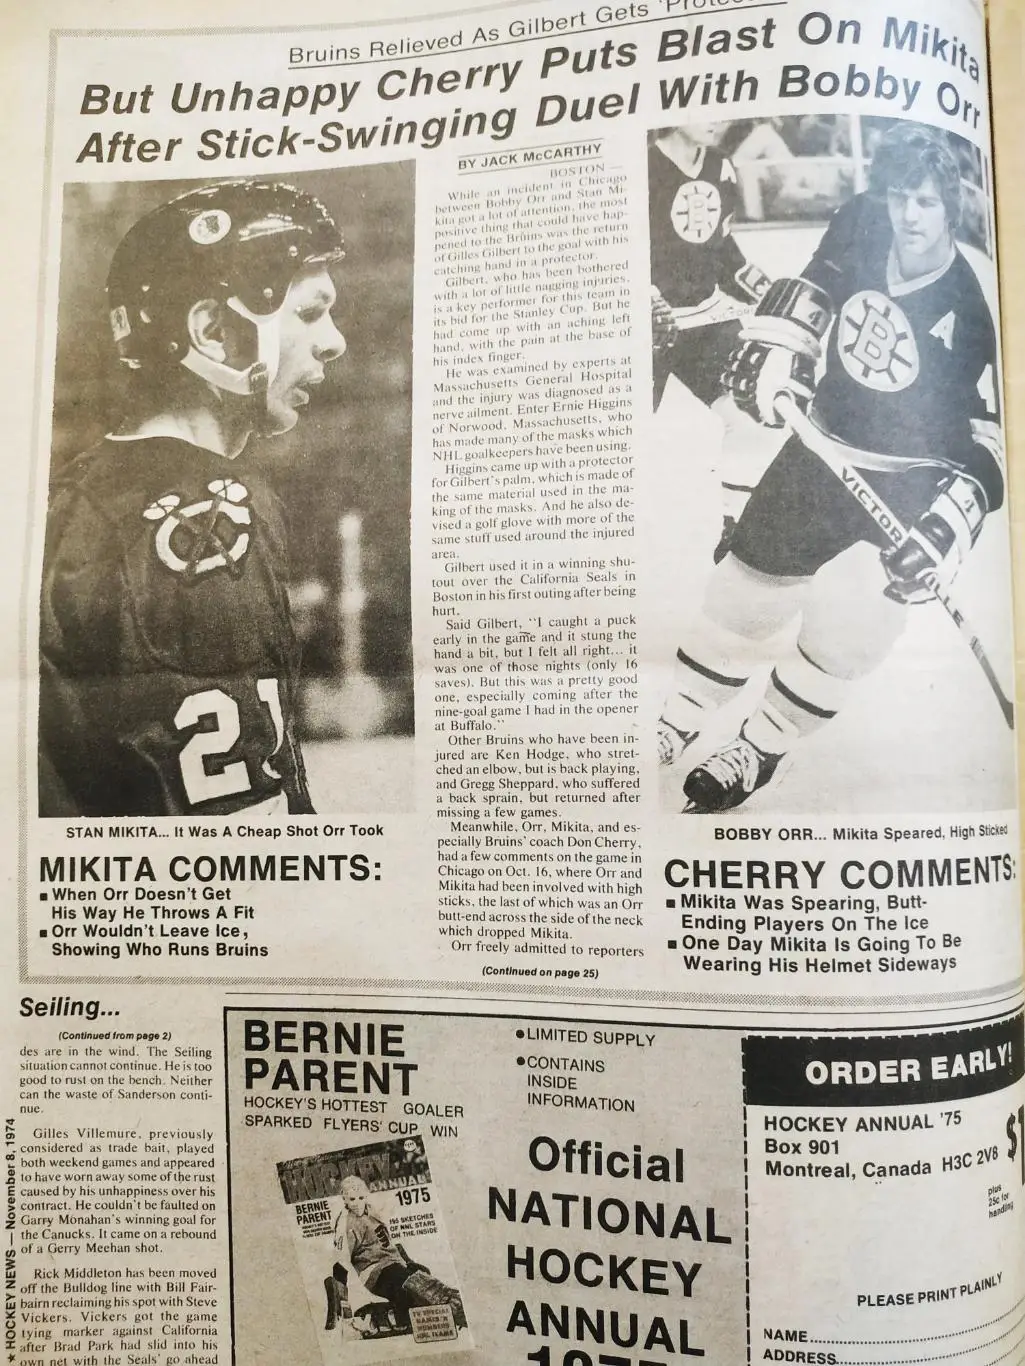 Bruins Relieved As Gilbert Gets
But Unhappy Cherry Puts Blast On Mikita
After Stick-Swinging Duel With Bobby Orr
BY JACK McCARTHY
BOSTON —
While an incident in Chicago
between Bobby Orr and Stan Mi-
kita got a lot of attention, the most
positive thing that could have hap-
pened to the Bruins was the return
of Gilles Gilbert to the goal with his
catching hand in a protector.
Gilbert, who has been bothered
with a lot of little nagging injuries,
is a key performer for this team in
its bid for the Stanley Cup. But he
had come up with an aching left
hand, with the pain at the base of
his index finger.
He was examined by experts at
Massachusetts General Hospital
and the injury was diagnosed as a
nerve ailment. Enter Ernie Higgins
of Norwood, Massachusetts, who
has made many of the masks which
NHL goalkeepers have been using.
Higgins came up with a protector
for Gilbert's palm, which is made of
the same material used in the ma-
king of the masks. And he also de-
vised a golf glove with more of the
same stuff used around the injured
area.
Gilbert used it in a winning shu-
tout over the California Seals in
Boston in his first outing after being
hurt.
Said Gilbert, "I caught a puck
early in the game and it stung the
hand a bit, but I felt all right... it
was one of those nights (only 16
saves). But this was a pretty good
one, especially coming after the
nine-goal game I had in the opener
at Buffalo."
Other Bruins who have been in-
jured are Ken Hodge, who stret-
ched an elbow, but is back playing,
and Gregg Sheppard, who suffered
a back sprain, but returned after
missing a few games.
Meanwhile, Orr, Mikita, and es-
pecially Bruins' coach Don Cherry,
had a few comments on the game in
Chicago on Oct. 16, where Orr and
Mikita had been involved with high
sticks, the last of which was an Orr
butt-end across the side of the neck
which dropped Mikita.
Orr freely admitted to reporters
(Continued on page 25)
C
2
STAN MIKITA... It Was A Cheap Shot Orr Took
MIKITA COMMENTS:
■ When Orr Doesn't Get
His Way He Throws A Fit
■ Orr Wouldn't Leave Ice,
Showing Who Runs Bruins
B
A
4
VICTOR
4
BOBBY ORR... Mikita Speared, High Sticked
CHERRY COMMENTS:
■ Mikita Was Spearing, Butt-
Ending Players On The Ice
■ One Day Mikita Is Going To Be
Wearing His Helmet Sideways
Seiling...
(Continued from page 2)
des are in the wind. The Seiling
situation cannot continue. He is too
good to rust on the bench. Neither
can the waste of Sanderson conti-
nue.
Gilles Villemure, previously
considered as trade bait, played
both weekend games and appeared
to have worn away some of the rust
caused by his unhappiness over his
contract. He couldn't be faulted on
Garry Monahan's winning goal for
the Canucks. It came on a rebound
of a Gerry Meehan shot.
Rick Middleton has been moved
off the Bulldog line with Bill Fair-
bairn reclaiming his spot with Steve
Vickers. Vickers got the game
tying marker against California
after Brad Park had slid into his
own net with the Seals' go ahead
★ HOCKEY NEWS — November 8, 1974
BERNIE
PARENT
HOCKEY'S HOTTEST GOALER
SPARKED FLYERS' CUP WIN
HOCKEY
ANNUAL
1975
BERNIE
PARENT
195 SKETCHES
OF NHL STARS
ON THE INSIDE
● LIMITED SUPPLY
● CONTAINS
INSIDE
INFORMATION
Official
NATIONAL
HOCKEY
ANNUAL
1975
ORDER EARLY!
HOCKEY ANNUAL '75
Box 901
Montreal, Canada H3C 2V8
$1
plus
25c for
handling
PLEASE PRINT PLAINLY
NAME
ADDRESS